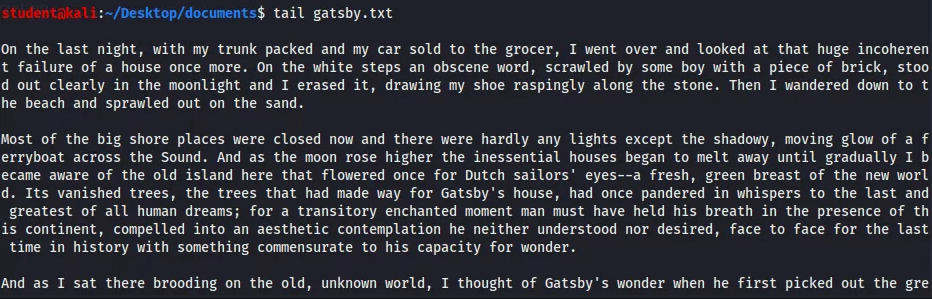 student@kali:~/Desktop/documents$ tail gatsby.txt
On the last night, with my trunk packed and my car sold to the grocer, I went over and looked at that huge incoheren
t failure of a house once more. On the white steps an obscene word, scrawled by some boy with a piece of brick, stoo
d out clearly in the moonlight and I erased it, drawing my shoe raspingly along the stone. Then I wandered down to t
he beach and sprawled out on the sand.
Most of the big shore places were closed now and there were hardly any lights except the shadowy, moving glow of a f
erryboat across the Sound. And as the moon rose higher the inessential houses began to melt away until gradually I b
ecame aware of the old island here that flowered once for Dutch sailors' eyes--a fresh, green breast of the new worl
d. Its vanished trees, the trees that had made way for Gatsby's house, had once pandered in whispers to the last and
 greatest of all human dreams; for a transitory enchanted moment man must have held his breath in the presence of th
is continent, compelled into an aesthetic contemplation he neither understood nor desired, face to face for the last
 time in history with something commensurate to his capacity for wonder.
And as I sat there brooding on the old, unknown world, I thought of Gatsby's wonder when he first picked out the gre